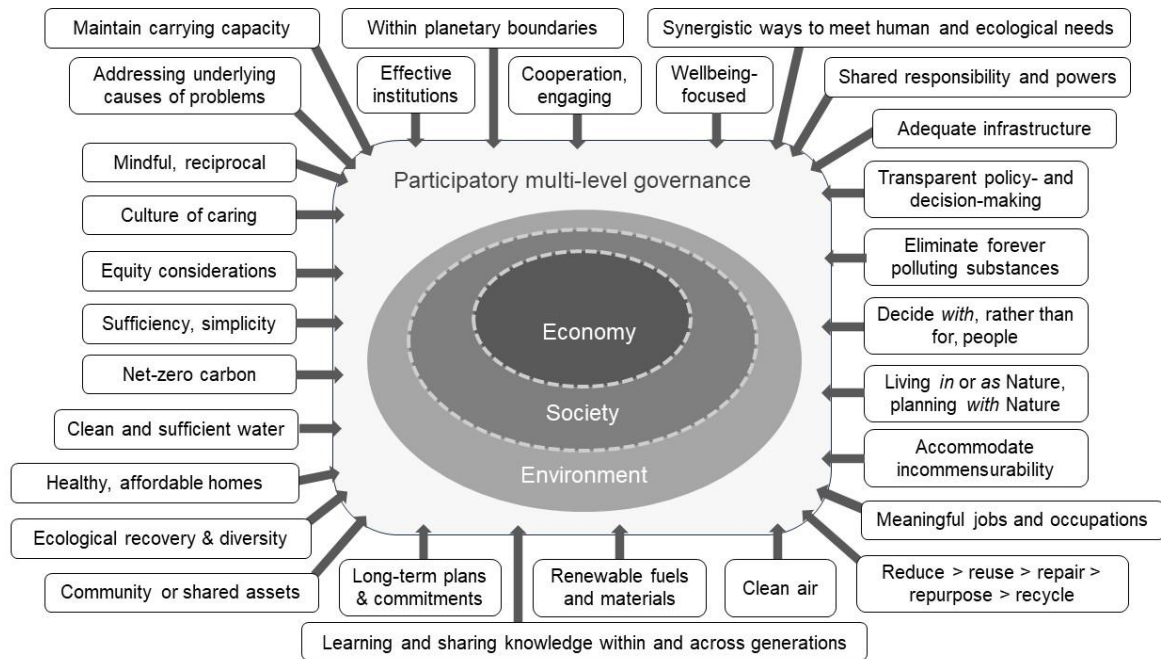 Maintain carrying capacity
Within planetary boundaries
Synergistic ways to meet human and ecological needs
Addressing underlying
causes of problems
Effective
institutions
Cooperation,
engaging
Wellbeing-
focused
Shared responsibility and powers
Adequate infrastructure
Mindful, reciprocal
Participatory multi-level governance
Transparent policy- and
decision-making
Culture of caring
Eliminate forever
polluting substances
Equity considerations
Sufficiency, simplicity
Economy
Decide with, rather than
for, people
Net-zero carbon
Living in or as Nature,
planning with Nature
Society
Clean and sufficient water
Accommodate
incommensurability
Environment
Healthy, affordable homes
Meaningful jobs and occupations
Ecological recovery & diversity
Community or shared assets
Long-term plans
& commitments
Renewable fuels
and materials
Clean air
Reduce > reuse > repair >
repurpose > recycle
Learning and sharing knowledge within and across generations